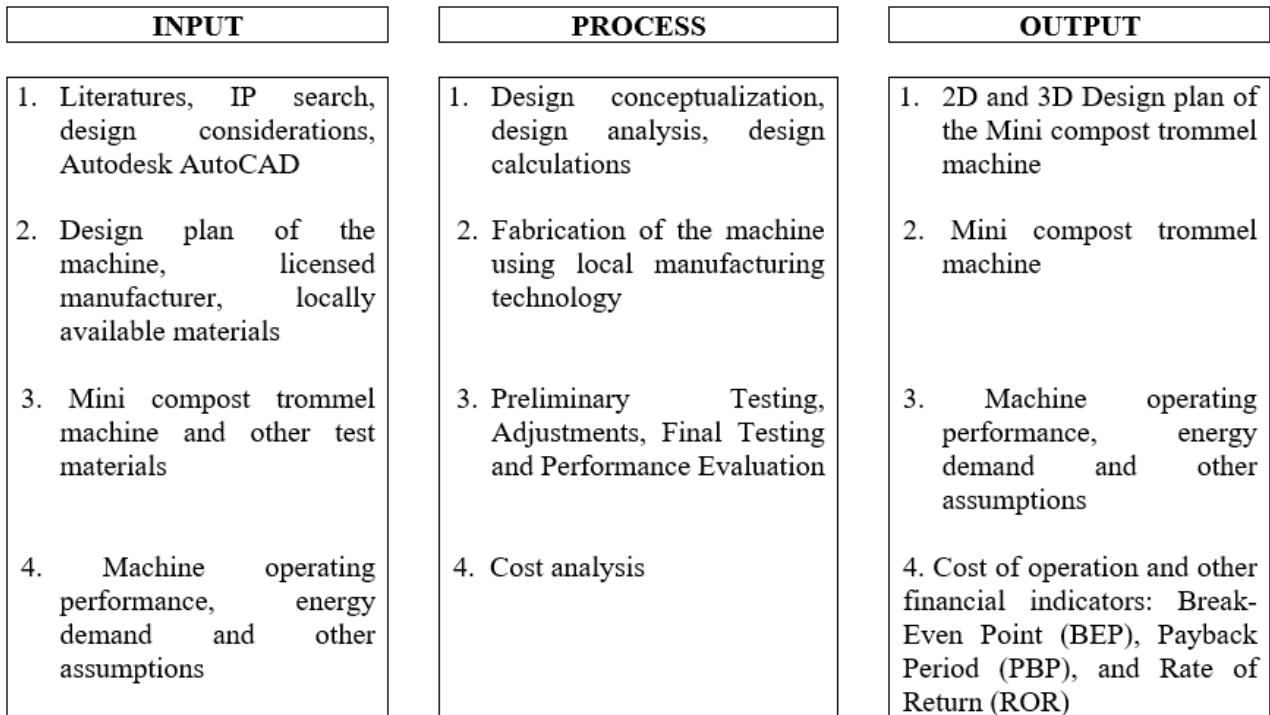 INPUT
1. Literatures, IP search,
design considerations,
Autodesk AutoCAD
2. Design plan of the
machine, licensed
manufacturer, locally
available materials
3. Mini compost trommel
machine and other test
materials
4. Machine operating
performance, energy
demand and other
assumptions
PROCESS
1. Design conceptualization,
design analysis, design
calculations
2. Fabrication of the machine
using local manufacturing
technology
3. Preliminary Testing,
Adjustments, Final Testing
and Performance Evaluation
4. Cost analysis
OUTPUT
1. 2D and 3D Design plan of
the Mini compost trommel
machine
2. Mini compost trommel
machine
3. Machine operating
performance, energy
demand and other
assumptions
4. Cost of operation and other
financial indicators: Break-
Even Point (BEP), Payback
Period (PBP), and Rate of
Return (ROR)